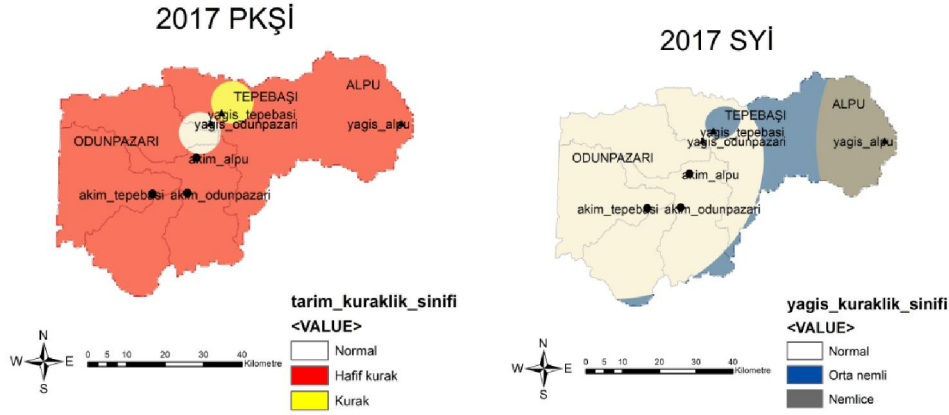 2017 PKŞİ
ALPU
TEPEBAŞI
yagis_tepebasi
yagis_odunpazari
yagis_alpu
ODUNPAZARI
akim_alpu
akim_tepebasi
akim_odunpazari
tarim_kuraklik_sinifi
<VALUE>
Normal
Hafif kurak
Kurak
N
W E
S
0 5 10 20 30 40
Kilometre
2017 SYİ
ALPU
TEPEBAŞI
yagis_tepebasi
yagis_odunpazari
yagis_alpu
ODUNPAZARI
akim_alpu
akim_tepebasi
akim_odunpazari
yagis_kuraklik_sinifi
<VALUE>
Normal
Orta nemli
Nemlice
N
W E
S
0 5 10 20 30 40
Kilometre